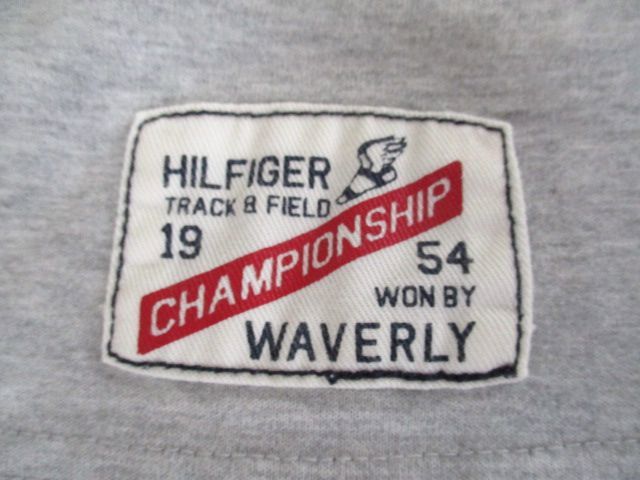 HILFIGER
TRACK & FIELD
19 54
CHAMPIONSHIP
WON BY
WAVERLY